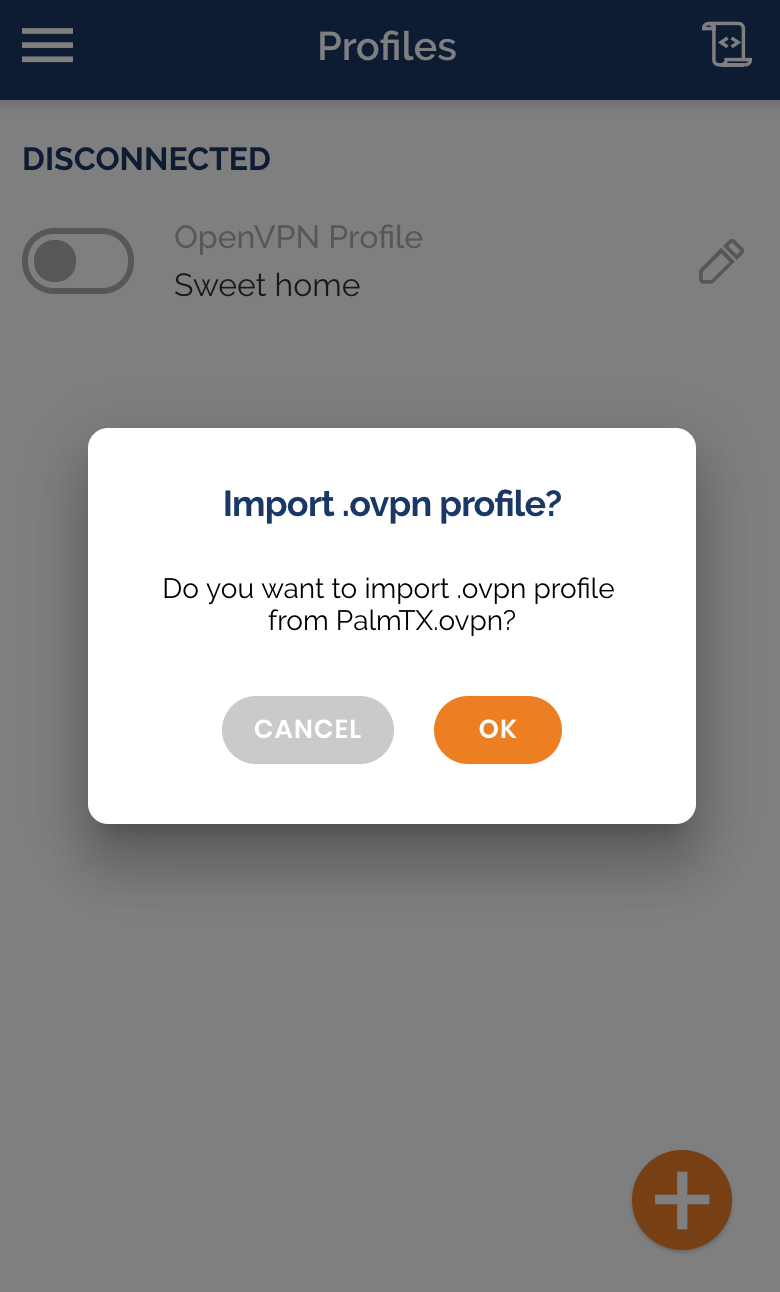 Profiles
DISCONNECTED
OpenVPN Profile
Sweet home
Import .ovpn profile?
Do you want to import .ovpn profile
from PalmTX.ovpn?
CANCEL
OK